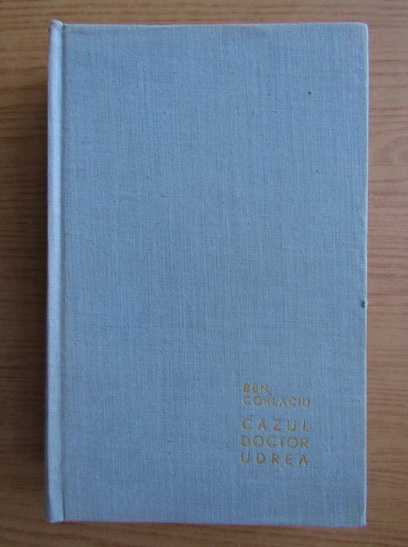 BEN.
CORLACIU
CAZUL
DOCTOR
UDREA